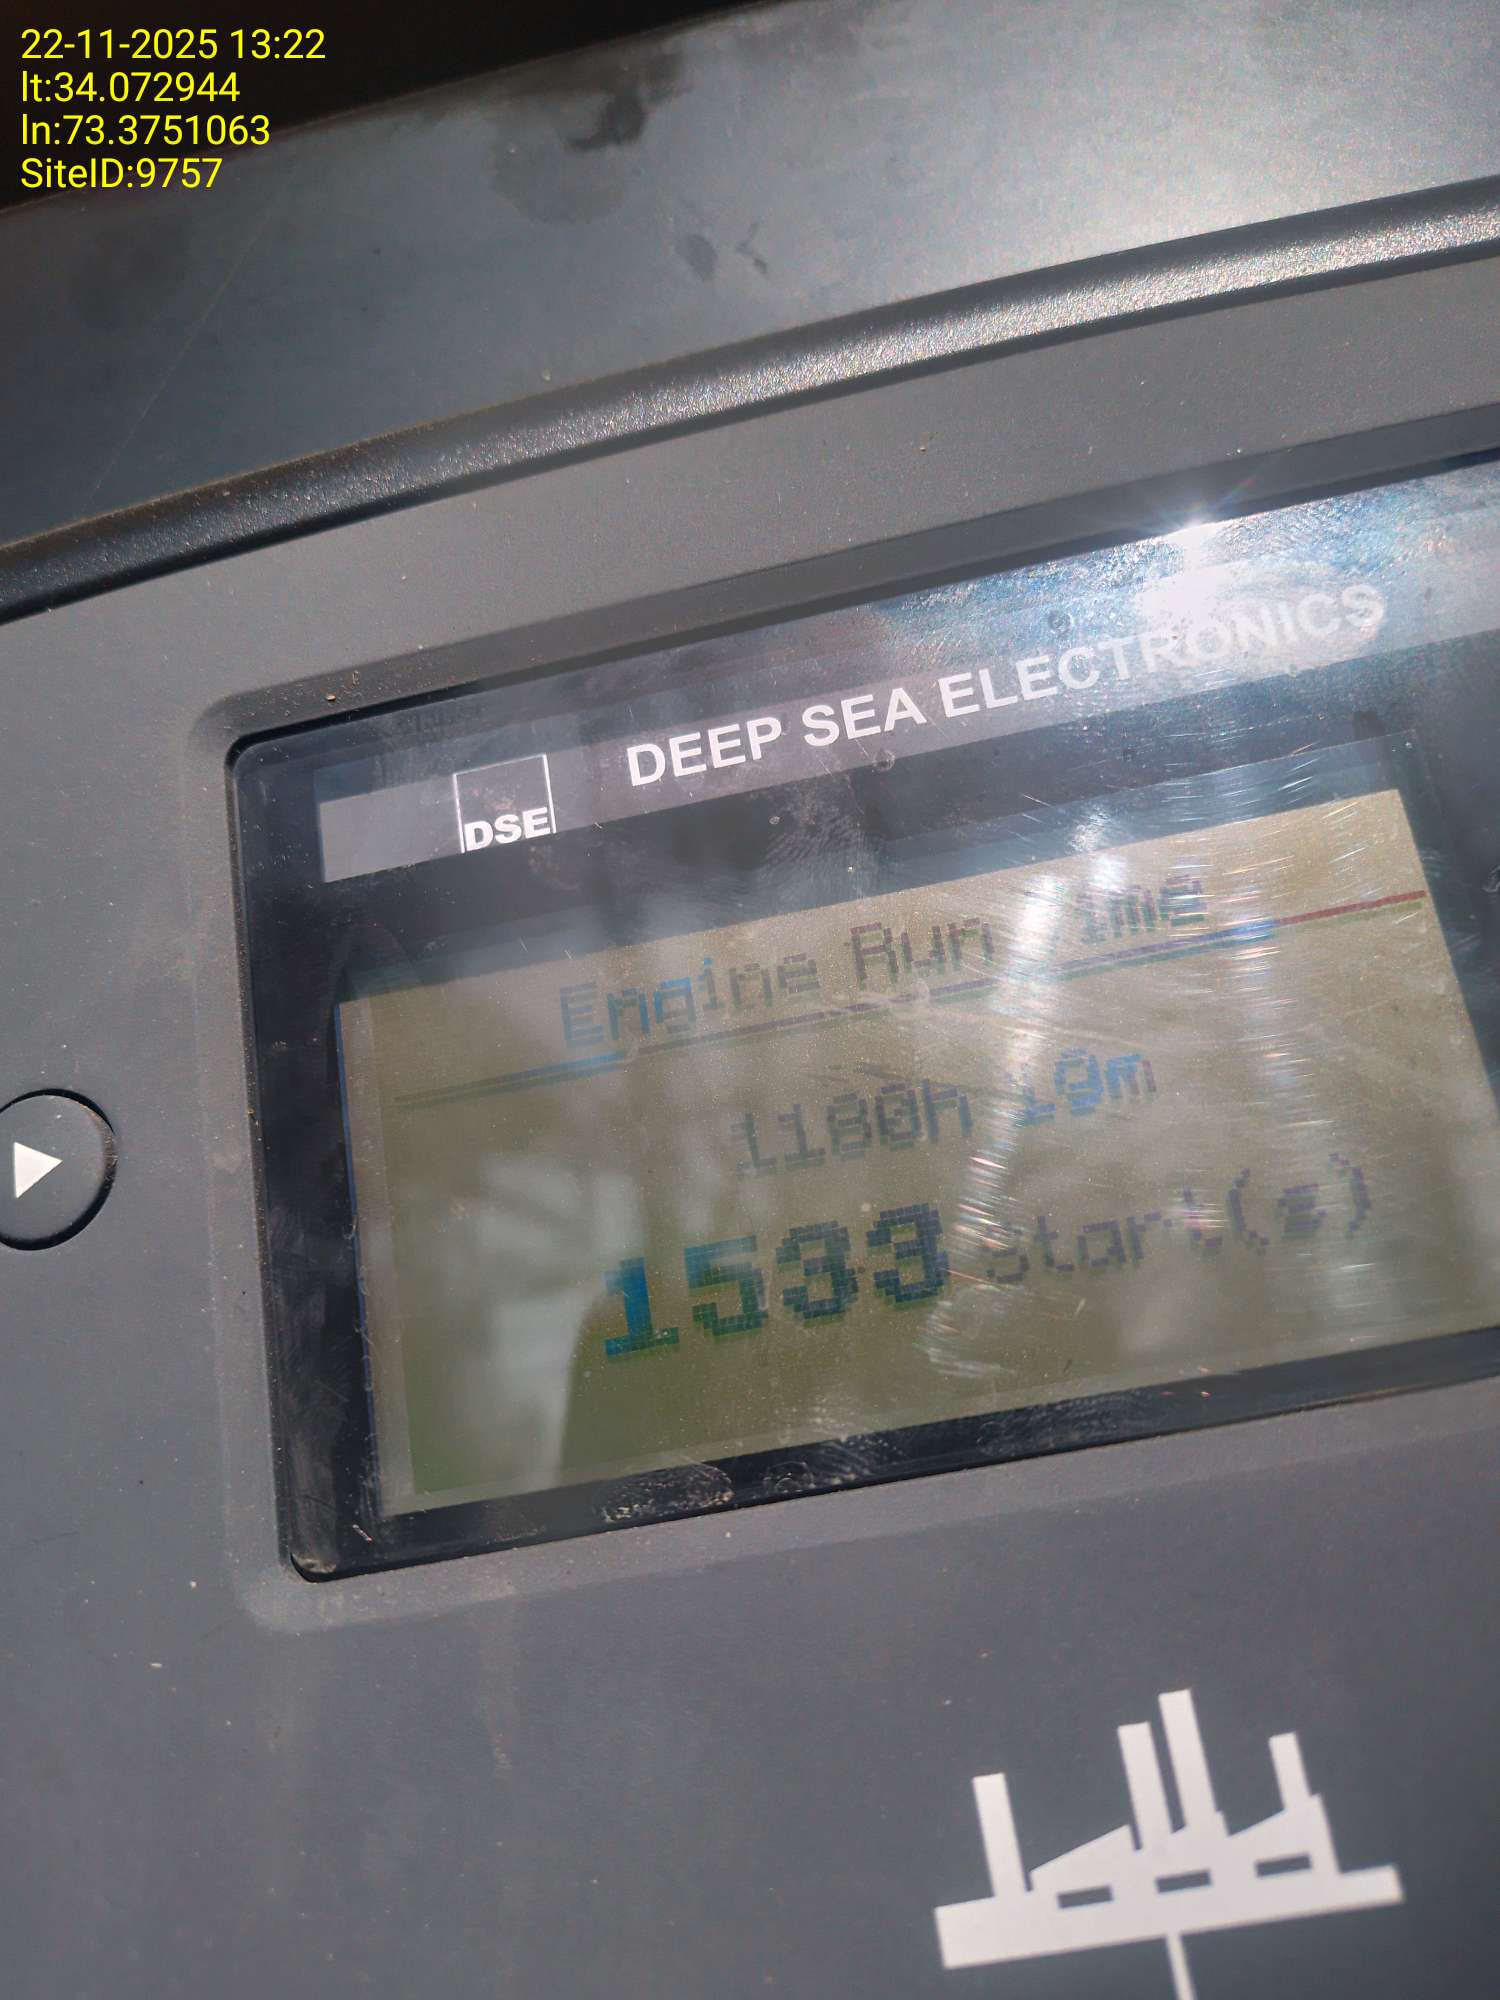 22-11-2025 13:22
lt:34.072944
ln:73.3751063
SiteID:9757
DEEP SEA ELECTRONICS
DSE
Engine Run Time
1180h 19m
1533 Start(s)